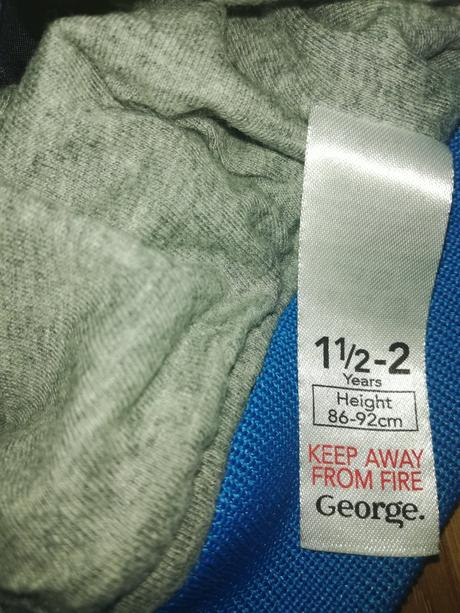 1½-2
Years
Height
86-92cm
KEEP AWAY
FROM FIRE
George.